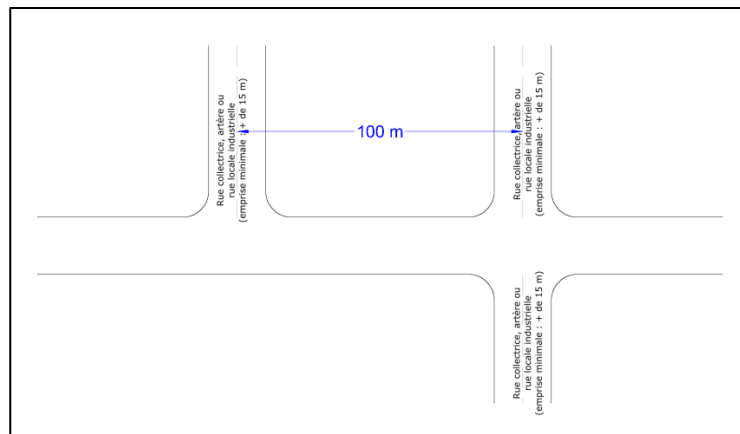 Rue collectrice, artère ou
rue locale industrielle
(emprise minimale : + de 15 m)
100 m
Rue collectrice, artère ou
rue locale industrielle
(emprise minimale : + de 15 m)
Rue collectrice, artère ou
rue locale industrielle
(emprise minimale : + de 15 m)